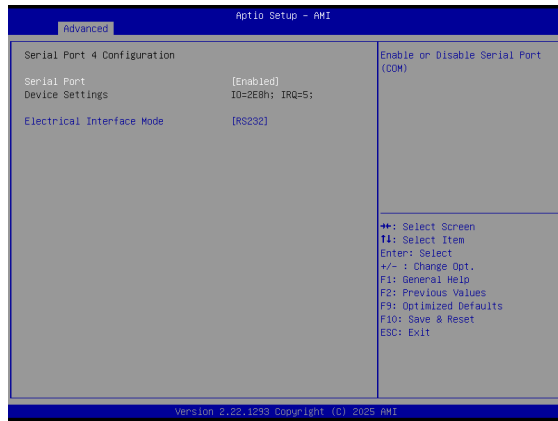 Aptio Setup - AMI
Advanced
Serial Port 4 Configuration
Serial Port [Enabled]
Device Settings IO=2E8h; IRQ=5;
Electrical Interface Mode [RS232]
Enable or Disable Serial Port
(COM)
→←: Select Screen
↑↓: Select Item
Enter: Select
+/- : Change Opt.
F1: General Help
F2: Previous Values
F9: Optimized Defaults
F10: Save & Reset
ESC: Exit
Version 2.22.1293 Copyright (C) 2025 AMI